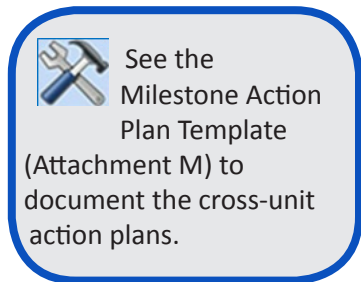 See the
Milestone Action
Plan Template
(Attachment M) to
document the cross-unit
action plans.